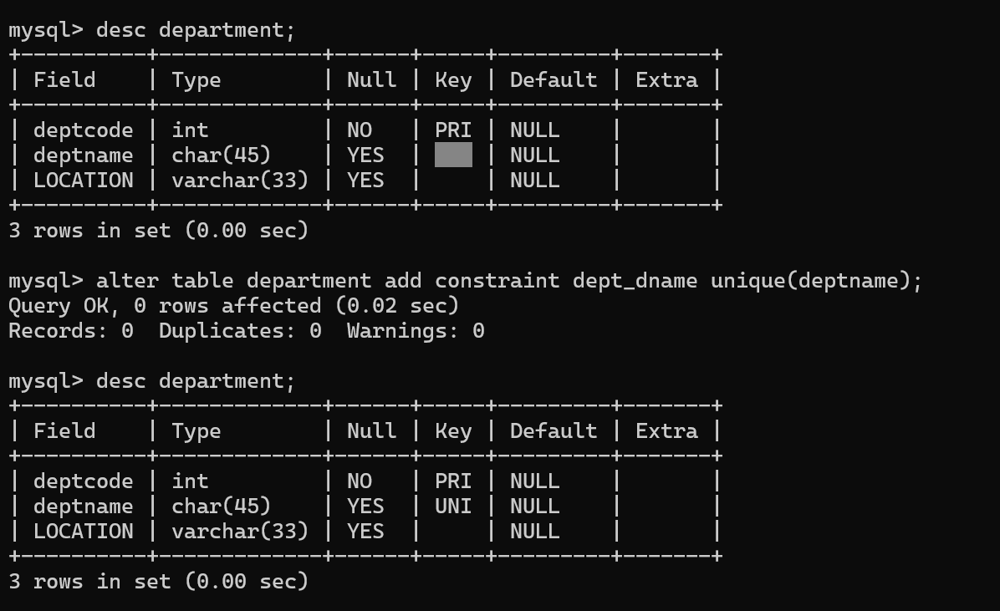 mysql> desc department;
+----------+-------------+------+-----+---------+-------+
| Field    | Type        | Null | Key | Default | Extra |
+----------+-------------+------+-----+---------+-------+
| deptcode | int         | NO   | PRI | NULL    |       |
| deptname | char(45)    | YES  |     | NULL    |       |
| LOCATION | varchar(33) | YES  |     | NULL    |       |
+----------+-------------+------+-----+---------+-------+
3 rows in set (0.00 sec)

mysql> alter table department add constraint dept_dname unique(deptname);
Query OK, 0 rows affected (0.02 sec)
Records: 0  Duplicates: 0  Warnings: 0

mysql> desc department;
+----------+-------------+------+-----+---------+-------+
| Field    | Type        | Null | Key | Default | Extra |
+----------+-------------+------+-----+---------+-------+
| deptcode | int         | NO   | PRI | NULL    |       |
| deptname | char(45)    | YES  | UNI | NULL    |       |
| LOCATION | varchar(33) | YES  |     | NULL    |       |
+----------+-------------+------+-----+---------+-------+
3 rows in set (0.00 sec)